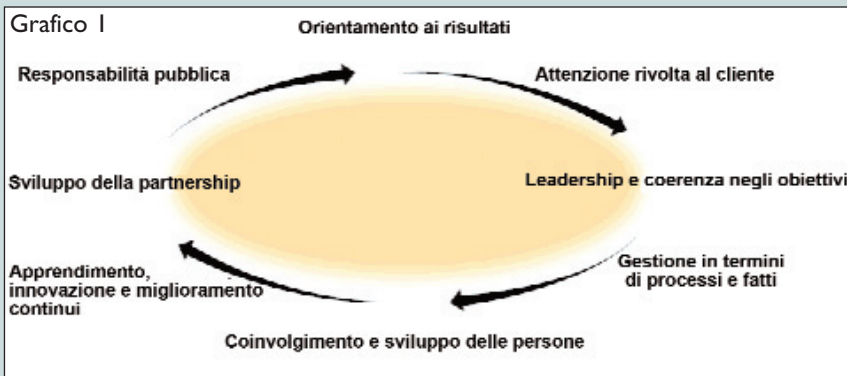 Grafico 1
Orientamento ai risultati
Responsabilità pubblica
Attenzione rivolta al cliente
Sviluppo della partnership
Leadership e coerenza negli obiettivi
Gestione in termini
di processi e fatti
Apprendimento,
innovazione e miglioramento
continui
Coinvolgimento e sviluppo delle persone